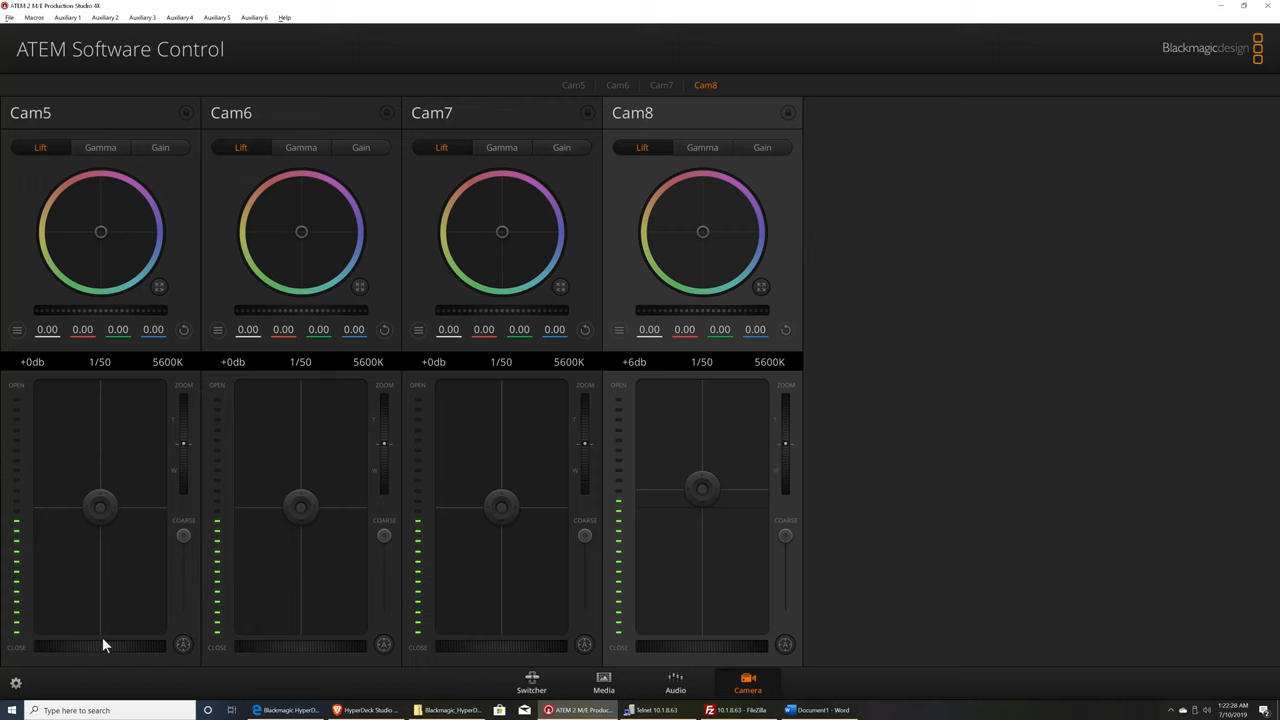 ATEM 2 M/E Production Studio 4K
File Macros Auxiliary 1 Auxiliary 2 Auxiliary 3 Auxiliary 4 Auxiliary 5 Auxiliary 6 Help
ATEM Software Control
Blackmagicdesign
Cam5 Cam6 Cam7 Cam8
Cam5 Cam6 Cam7 Cam8
Lift Gamma Gain Lift Gamma Gain Lift Gamma Gain Lift Gamma Gain
0.00 0.00 0.00 0.00 0.00 0.00 0.00 0.00 0.00 0.00 0.00 0.00 0.00 0.00 0.00 0.00
+0db 1/50 5600K +0db 1/50 5600K +0db 1/50 5600K +6db 1/50 5600K
OPEN ZOOM OPEN ZOOM OPEN ZOOM OPEN ZOOM
T T T T
W W W W
COARSE COARSE COARSE COARSE
CLOSE A CLOSE A CLOSE A CLOSE A
Switcher Media Audio Camera
Type here to search
Blackmagic HyperD... HyperDeck Studio ... Blackmagic_HyperD... ATEM 2 M/E Produc... Telnet 10.1.8.63 10.1.8.63 - FileZilla Document1 - Word
1:22:28 AM
7/10/2019
2